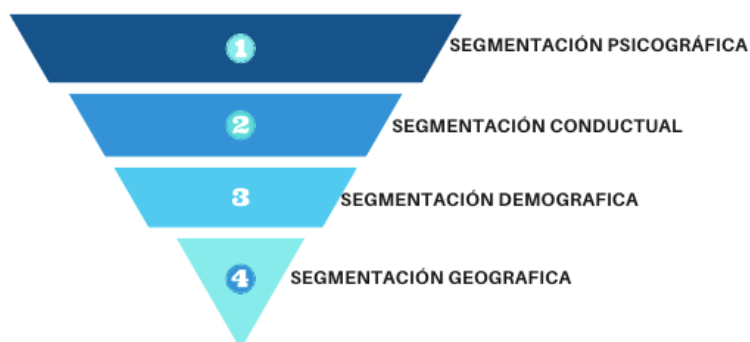 1 SEGMENTACIÓN PSICOGRÁFICA
2 SEGMENTACIÓN CONDUCTUAL
3 SEGMENTACIÓN DEMOGRAFICA
4 SEGMENTACIÓN GEOGRAFICA